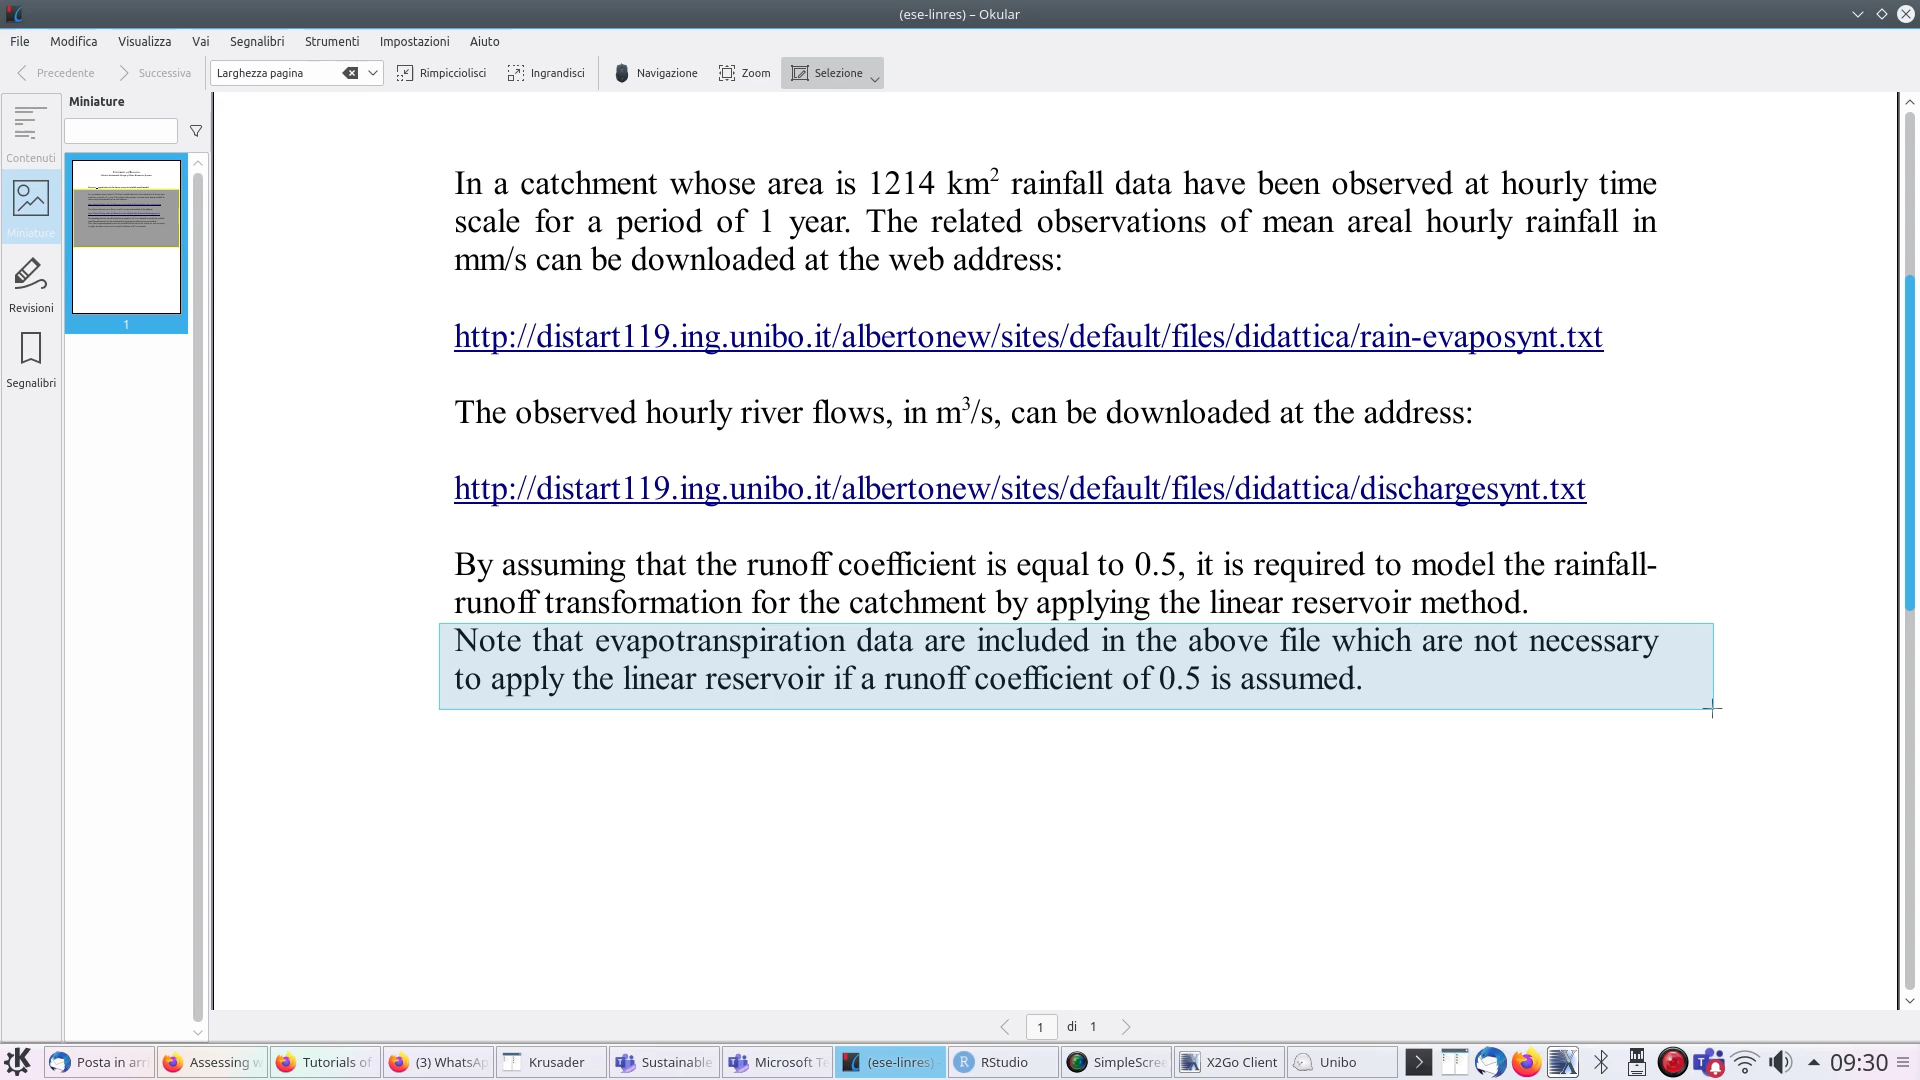 (ese-linres) – Okular
File Modifica Visualizza Vai Segnalibri Strumenti Impostazioni Aiuto
Precedente Successiva Larghezza pagina Rimpicciolisci Ingrandisci Navigazione Zoom Selezione
Miniature
Contenuti
Miniature
Revisioni
Segnalibri
1
In a catchment whose area is 1214 km² rainfall data have been observed at hourly time
scale for a period of 1 year. The related observations of mean areal hourly rainfall in
mm/s can be downloaded at the web address:
http://distart119.ing.unibo.it/albertonew/sites/default/files/didattica/rain-evaposynt.txt
The observed hourly river flows, in m³/s, can be downloaded at the address:
http://distart119.ing.unibo.it/albertonew/sites/default/files/didattica/dischargesynt.txt
By assuming that the runoff coefficient is equal to 0.5, it is required to model the rainfall-
runoff transformation for the catchment by applying the linear reservoir method.
Note that evapotranspiration data are included in the above file which are not necessary
to apply the linear reservoir if a runoff coefficient of 0.5 is assumed.
1 di 1
Posta in arri Assessing w Tutorials of (3) WhatsAp Krusader Sustainable Microsoft Te (ese-linres) RStudio SimpleScree X2Go Client Unibo 09:30